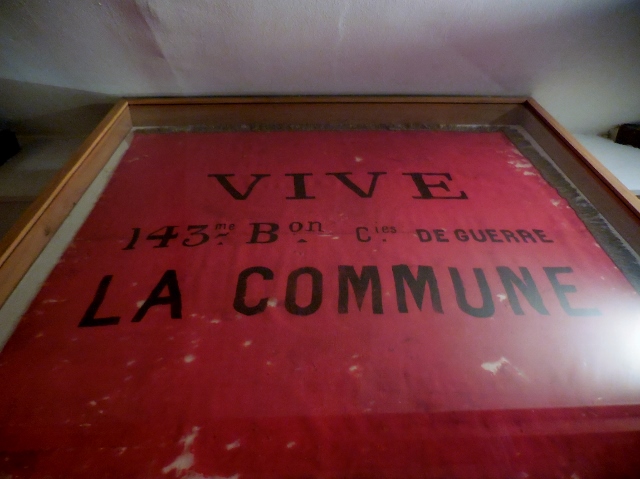 VIVE
143me Bon Cies DE GUERRE
LA COMMUNE